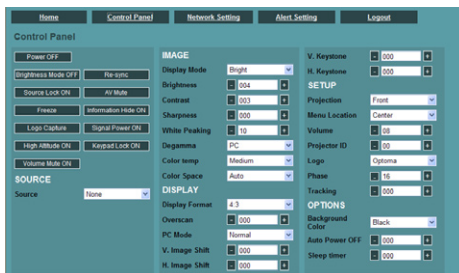 Home Control Panel Network Setting Alert Setting Logout
Control Panel
Power OFF
Brightness Mode OFF Re-sync
Source Lock ON AV Mute
Freeze Information Hide ON
Logo Capture Signal Power ON
High Altitude ON Keypad Lock ON
Volume Mute ON
SOURCE
Source None
IMAGE
Display Mode Bright
Brightness - 004 +
Contrast - 003 +
Sharpness - 000 +
White Peaking - 10 +
Degamma PC
Color temp Medium
Color Space Auto
DISPLAY
Display Format 4:3
Overscan - 000 +
PC Mode Normal
V. Image Shift - 000 +
H. Image Shift - 000 +
V. Keystone - 000 +
H. Keystone - 000 +
SETUP
Projection Front
Menu Location Center
Volume - 08 +
Projector ID - 00 +
Logo Optoma
Phase - 16 +
Tracking - 000 +
OPTIONS
Background
Color Black
Auto Power OFF - 000 +
Sleep timer - 000 +